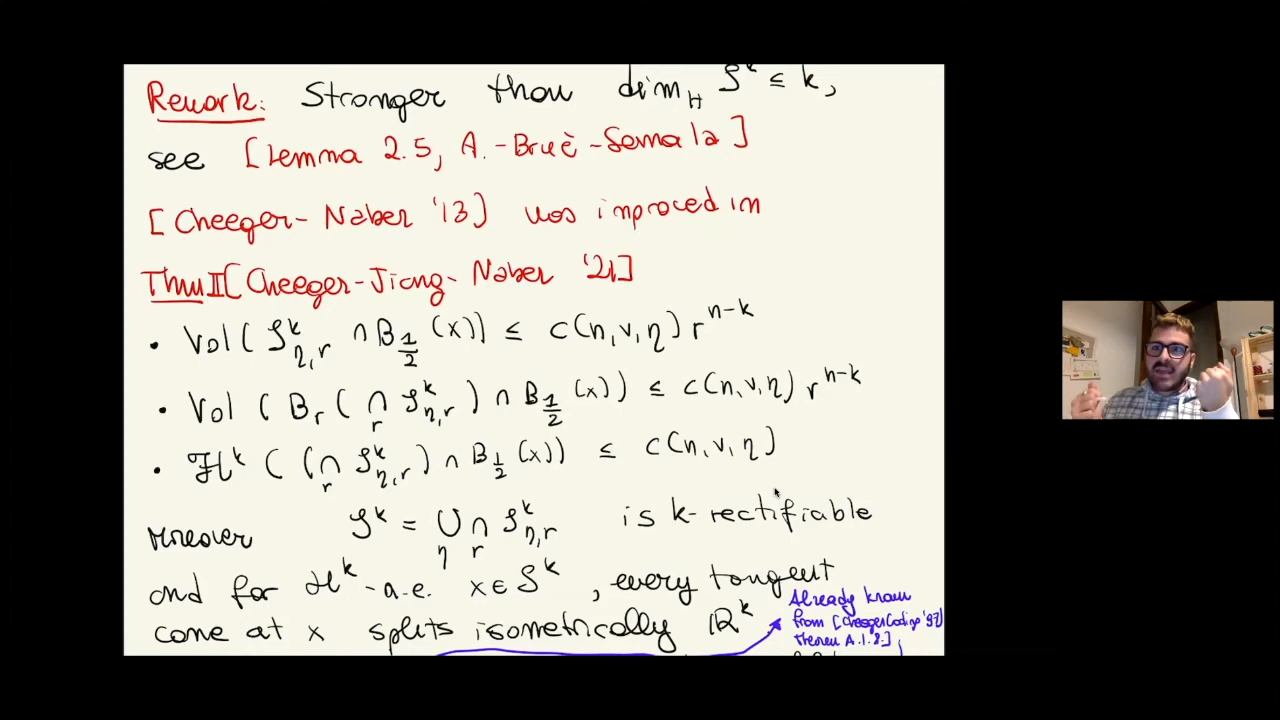 Remark: Stronger than dim_H S^k ≤ k,
see [Lemma 2.5, A.-Bruè-Semola]
[Cheeger-Naber '13] was improved in
Thm II [Cheeger-Jiang-Naber '21]
• Vol( S^k_{η,r} ∩ B_{1/2}(x)) ≤ c(n,v,η) r^{n-k}
• Vol ( B_r ( ∩_r S^k_{η,r} ) ∩ B_{1/2}(x)) ≤ c(n,v,η) r^{n-k}
• H^k ( (∩_r S^k_{η,r}) ∩ B_{1/2}(x)) ≤ c(n,v,η)
Moreover S^k = ∪_η ∩_r S^k_{η,r} is k-rectifiable
and for H^k-a.e. x ∈ S^k, every tangent
cone at x splits isometrically ℝ^k
Already known
from [Cheeger Colding '97,
Theorem A.1.8.]